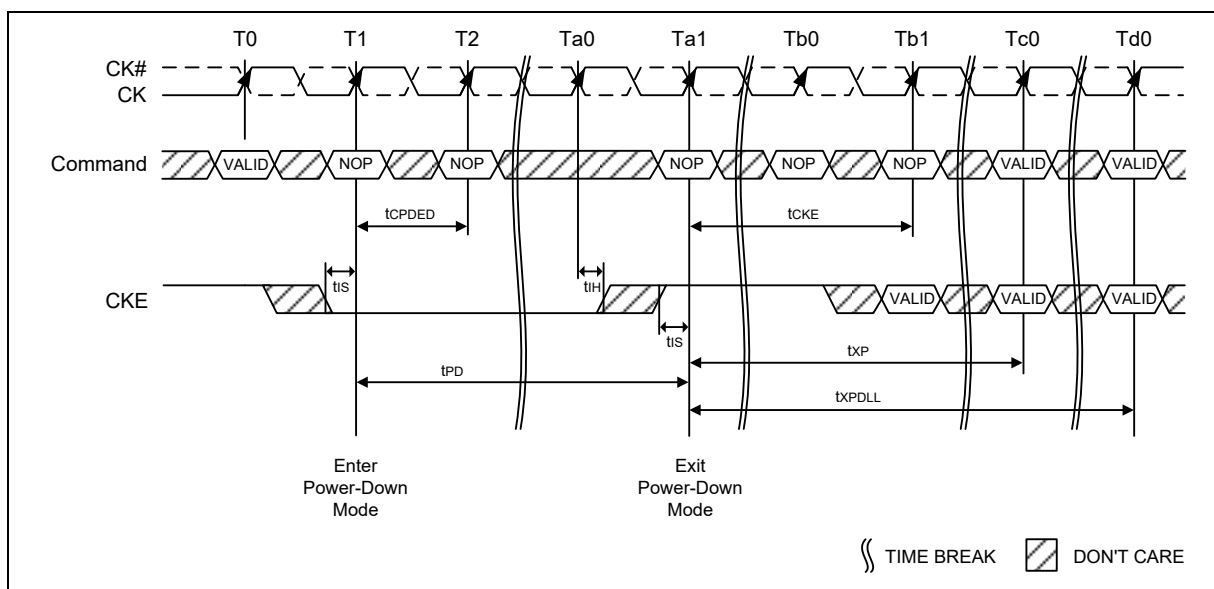 T0 T1 T2 Ta0 Ta1 Tb0 Tb1 Tc0 Td0
CK#
CK
Command VALID NOP NOP NOP NOP NOP VALID VALID
tCPDED tCKE
tIS tIH
CKE VALID VALID VALID
tIS
tPD tXP
tXPDLL
Enter
Power-Down
Mode
Exit
Power-Down
Mode
TIME BREAK DON'T CARE